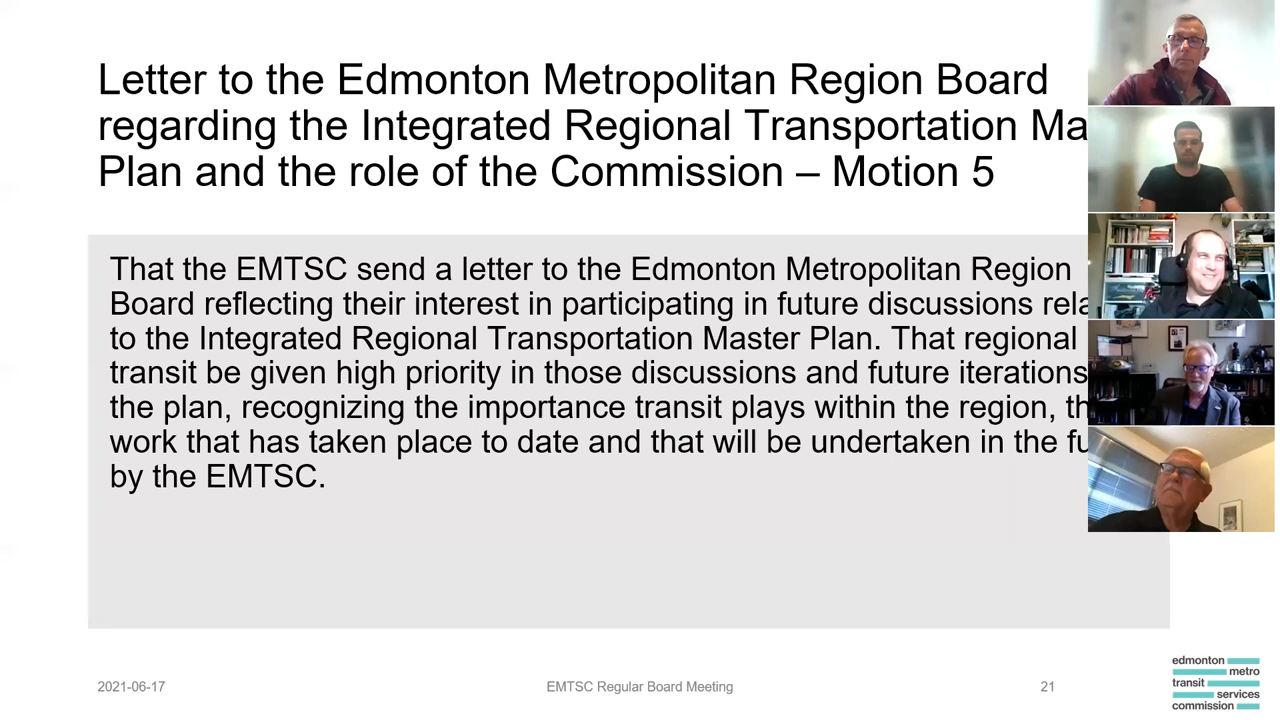 Letter to the Edmonton Metropolitan Region Board
regarding the Integrated Regional Transportation Ma
Plan and the role of the Commission – Motion 5
That the EMTSC send a letter to the Edmonton Metropolitan Region
Board reflecting their interest in participating in future discussions rela
to the Integrated Regional Transportation Master Plan. That regional
transit be given high priority in those discussions and future iterations
the plan, recognizing the importance transit plays within the region, th
work that has taken place to date and that will be undertaken in the fu
by the EMTSC.
2021-06-17
EMTSC Regular Board Meeting
21
edmonton
metro
transit
services
commission